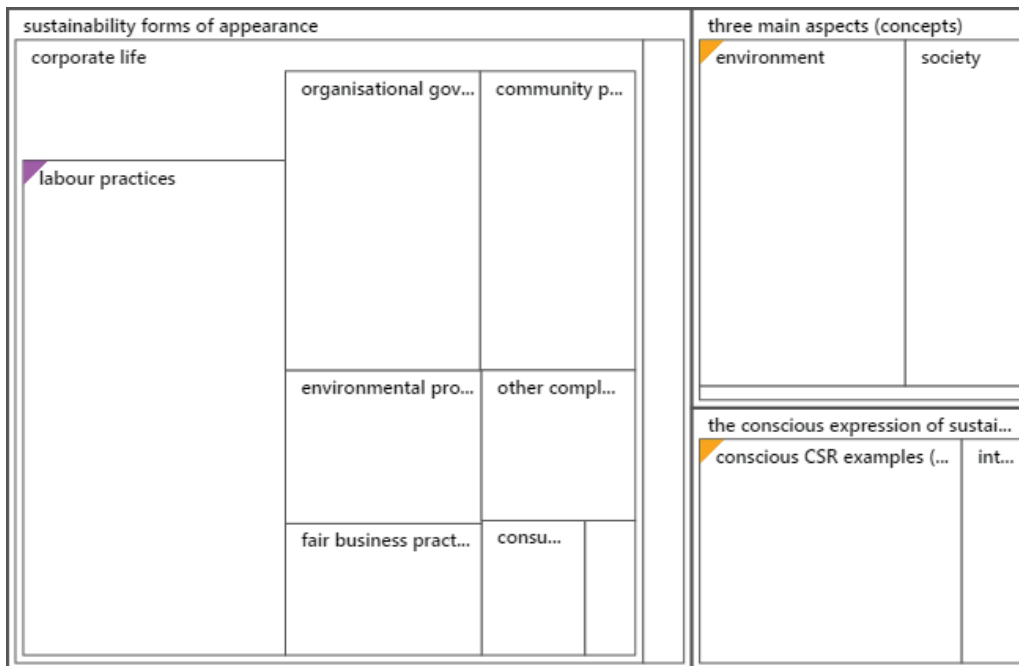 sustainability forms of appearance
corporate life
organisational gov...
community p...
labour practices
environmental pro...
other compl...
fair business pract...
consu...
three main aspects (concepts)
environment
society
the conscious expression of sustai...
conscious CSR examples (...
int...